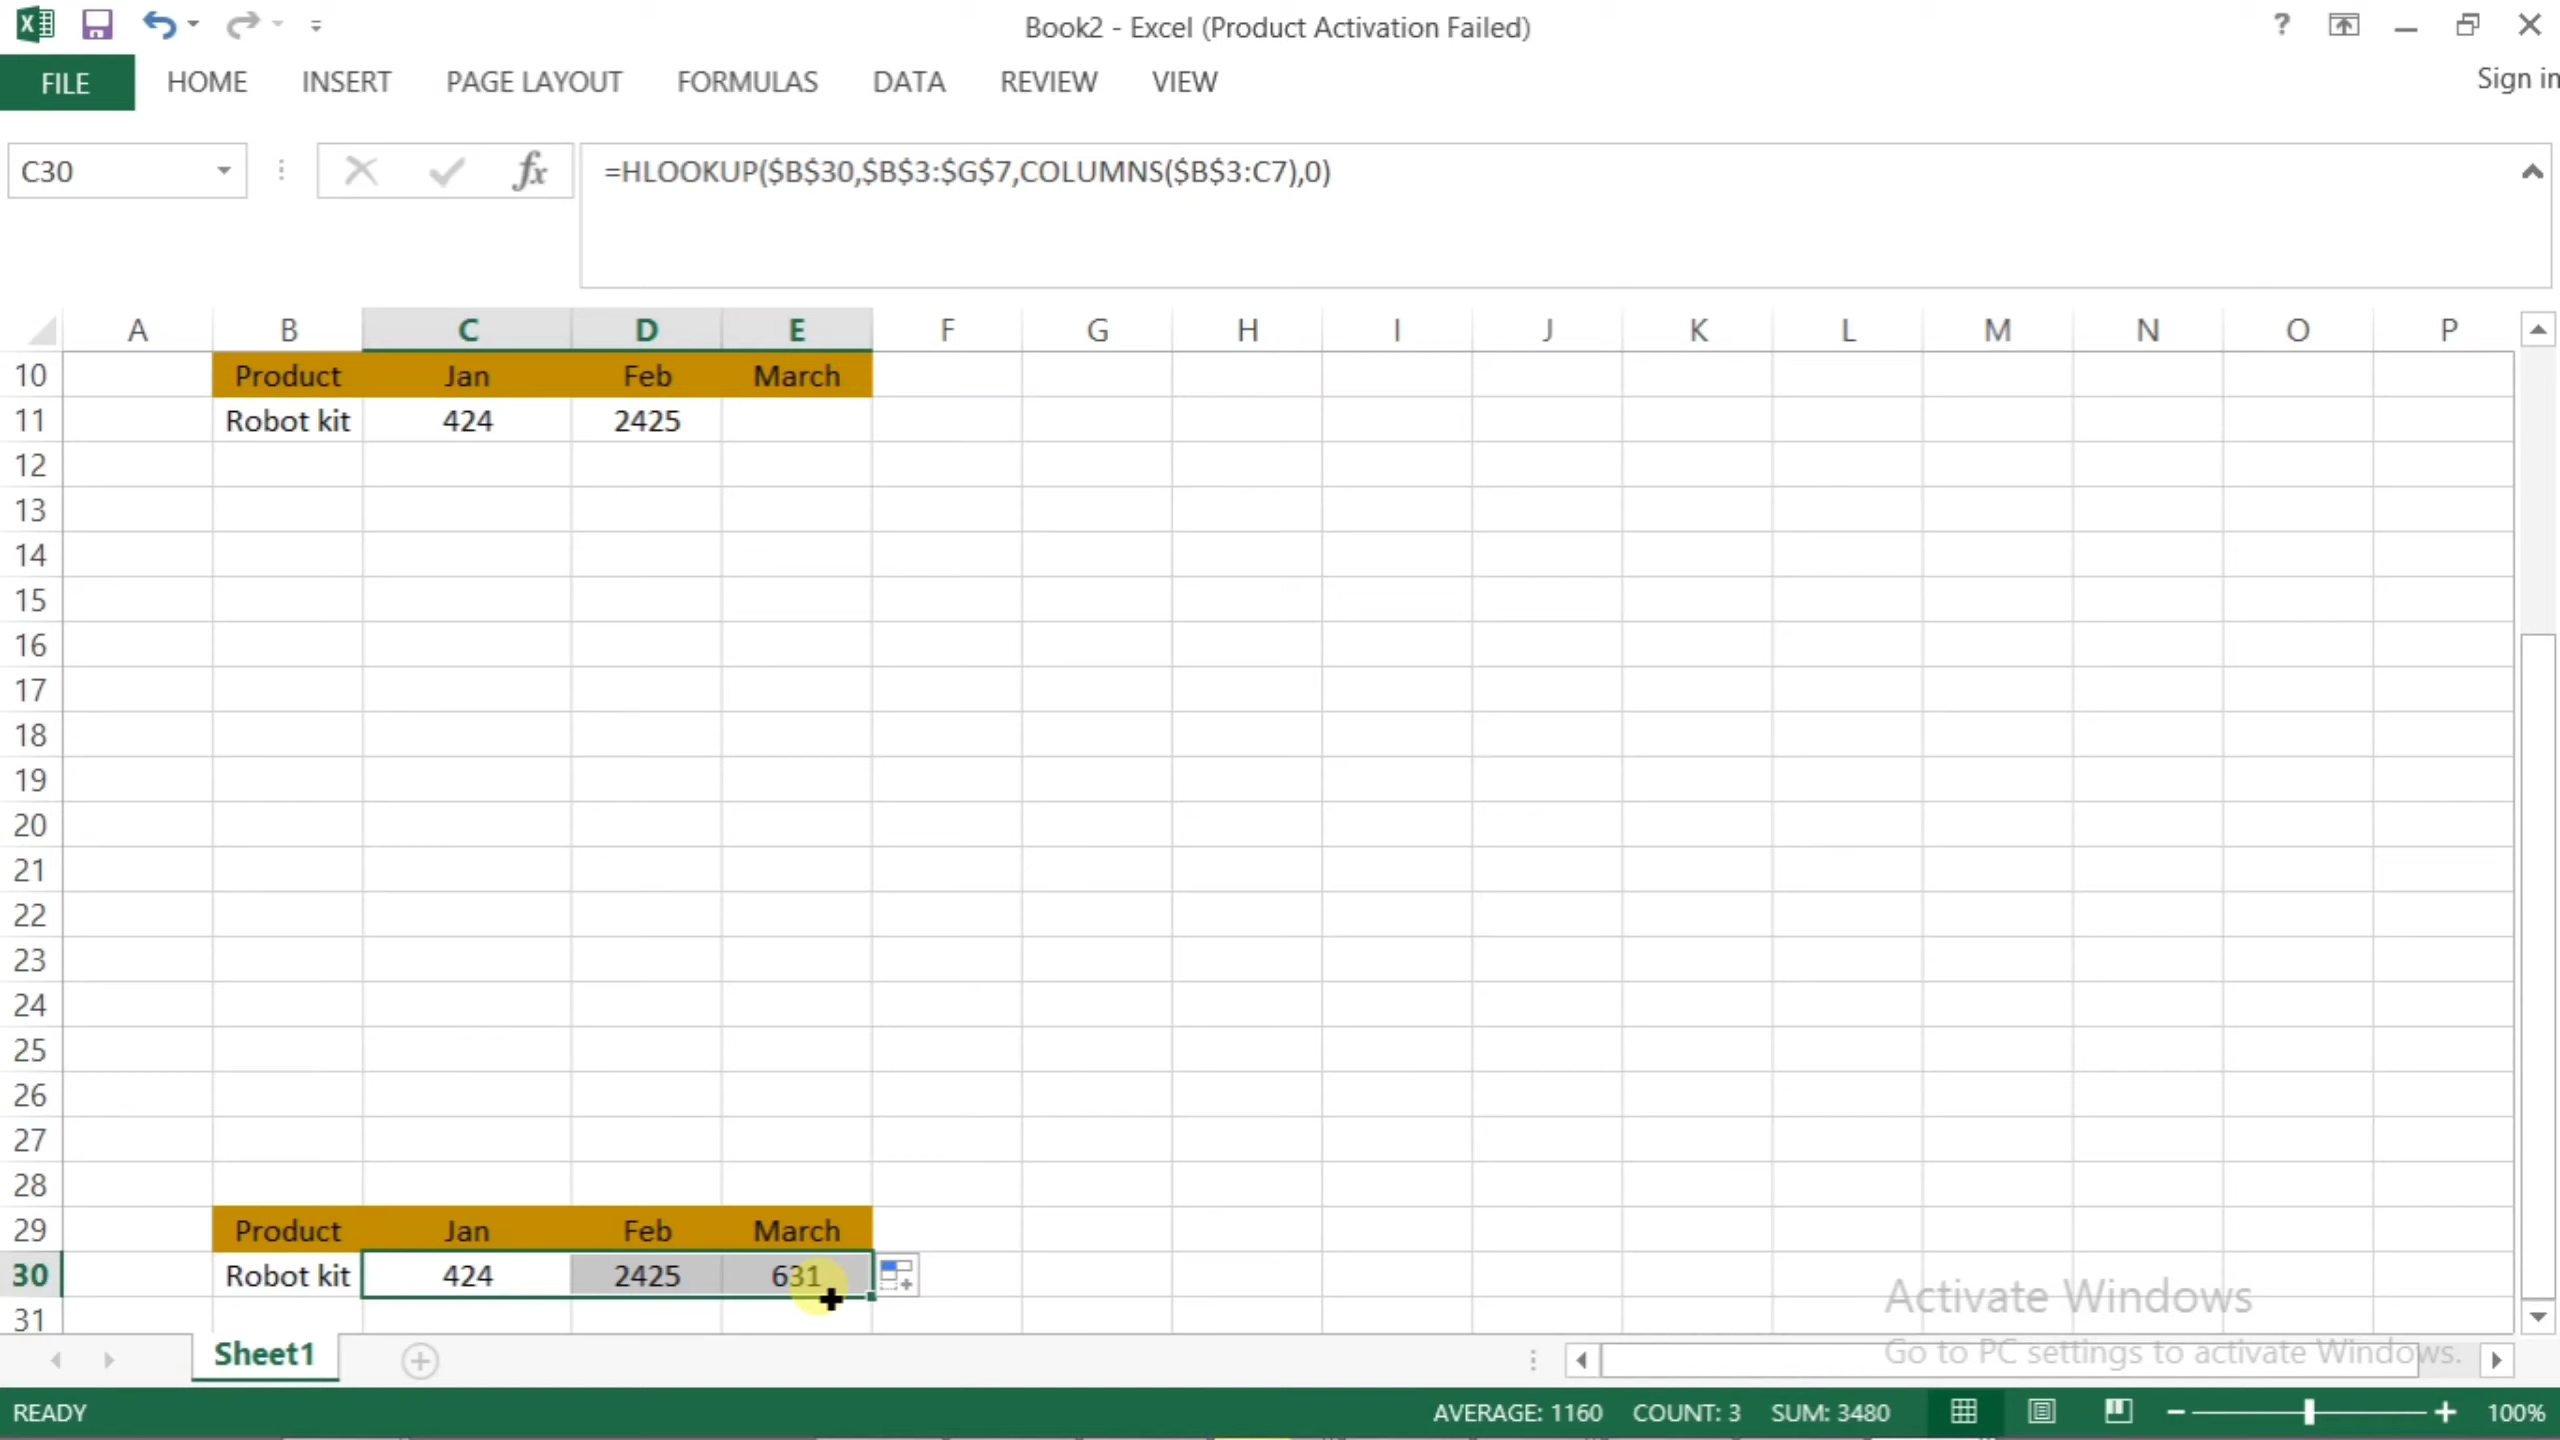 Book2 - Excel (Product Activation Failed)
?
FILE HOME INSERT PAGE LAYOUT FORMULAS DATA REVIEW VIEW Sign in
C30 fx =HLOOKUP($B$30,$B$3:$G$7,COLUMNS($B$3:C7),0)
A B C D E F G H I J K L M N O P
10 Product Jan Feb March
11 Robot kit 424 2425
12
13
14
15
16
17
18
19
20
21
22
23
24
25
26
27
28
29 Product Jan Feb March
30 Robot kit 424 2425 631
31
Activate Windows
Go to PC settings to activate Windows.
Sheet1
READY AVERAGE: 1160 COUNT: 3 SUM: 3480 100%